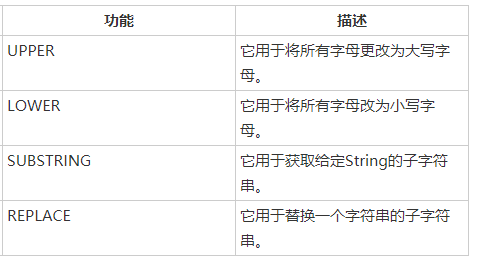 功能 描述
UPPER 它用于将所有字母更改为大写字
母。
LOWER 它用于将所有字母改为小写字
母。
SUBSTRING 它用于获取给定String的子字符
串。
REPLACE 它用于替换一个字符串的子字符
串。